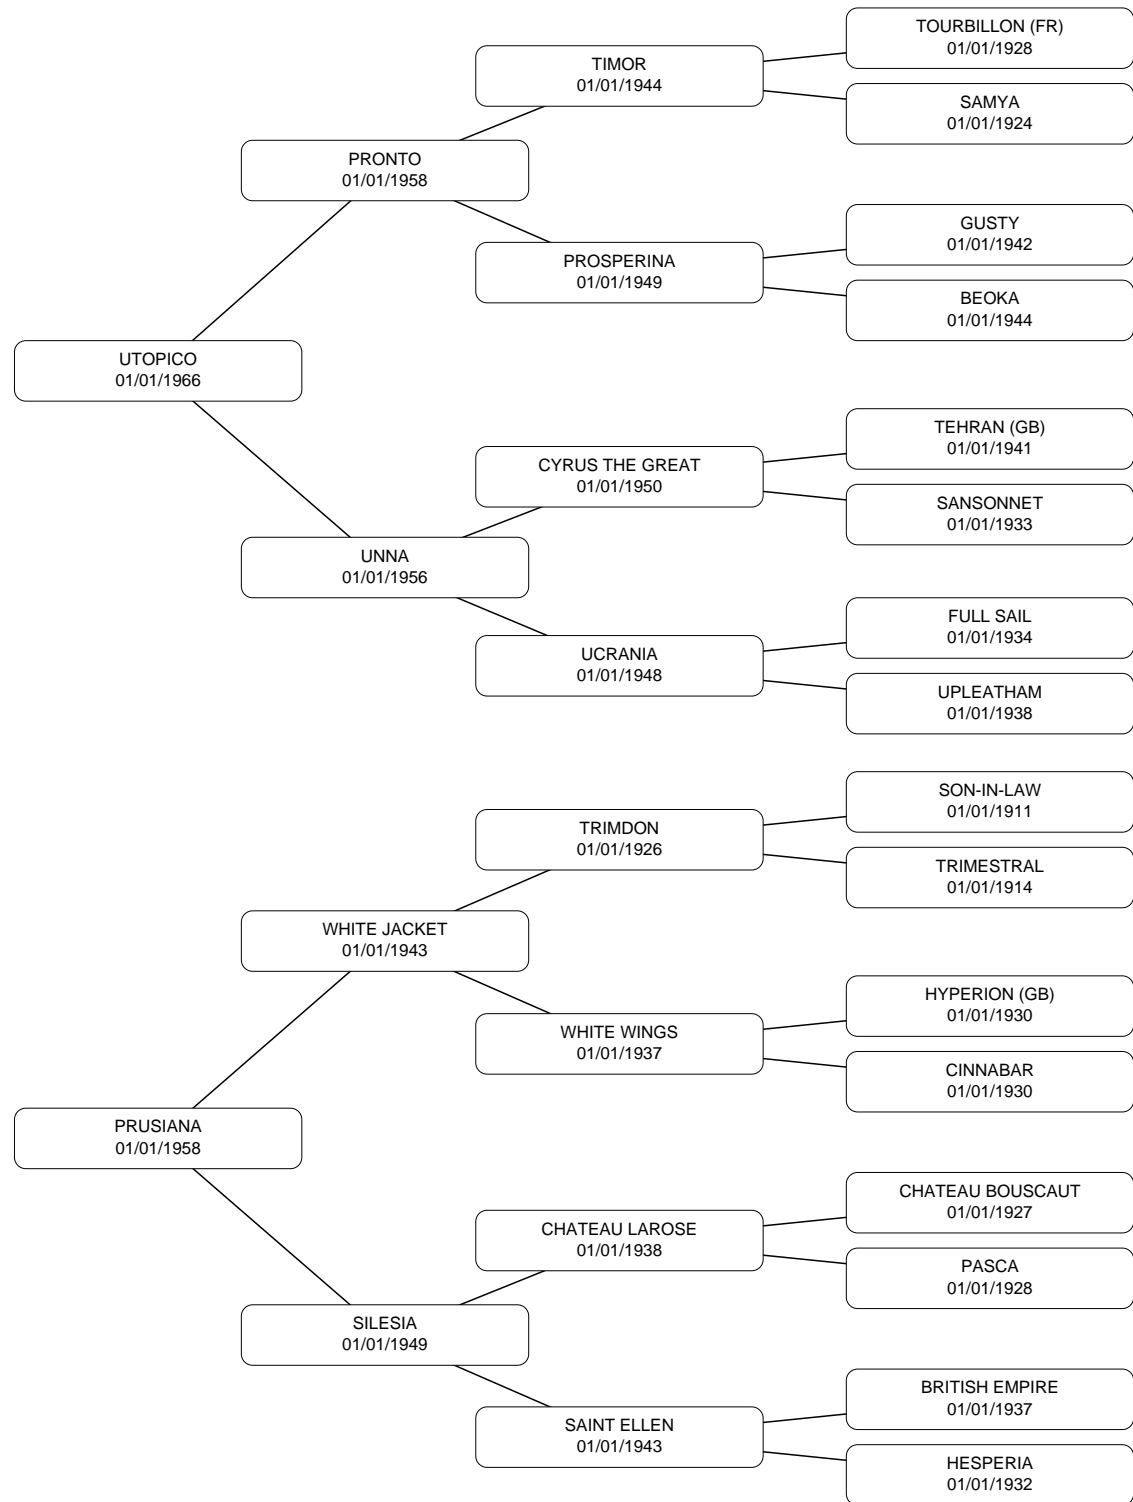 TOURBILLON (FR)
01/01/1928
TIMOR
01/01/1944
SAMYA
01/01/1924
PRONTO
01/01/1958
GUSTY
01/01/1942
PROSPERINA
01/01/1949
BEOKA
01/01/1944
UTOPICO
01/01/1966
TEHRAN (GB)
01/01/1941
CYRUS THE GREAT
01/01/1950
SANSONNET
01/01/1933
UNNA
01/01/1956
FULL SAIL
01/01/1934
UCRANIA
01/01/1948
UPLEATHAM
01/01/1938
SON-IN-LAW
01/01/1911
TRIMDON
01/01/1926
TRIMESTRAL
01/01/1914
WHITE JACKET
01/01/1943
HYPERION (GB)
01/01/1930
WHITE WINGS
01/01/1937
CINNABAR
01/01/1930
PRUSIANA
01/01/1958
CHATEAU BOUSCAUT
01/01/1927
CHATEAU LAROSE
01/01/1938
PASCA
01/01/1928
SILESIA
01/01/1949
BRITISH EMPIRE
01/01/1937
SAINT ELLEN
01/01/1943
HESPERIA
01/01/1932